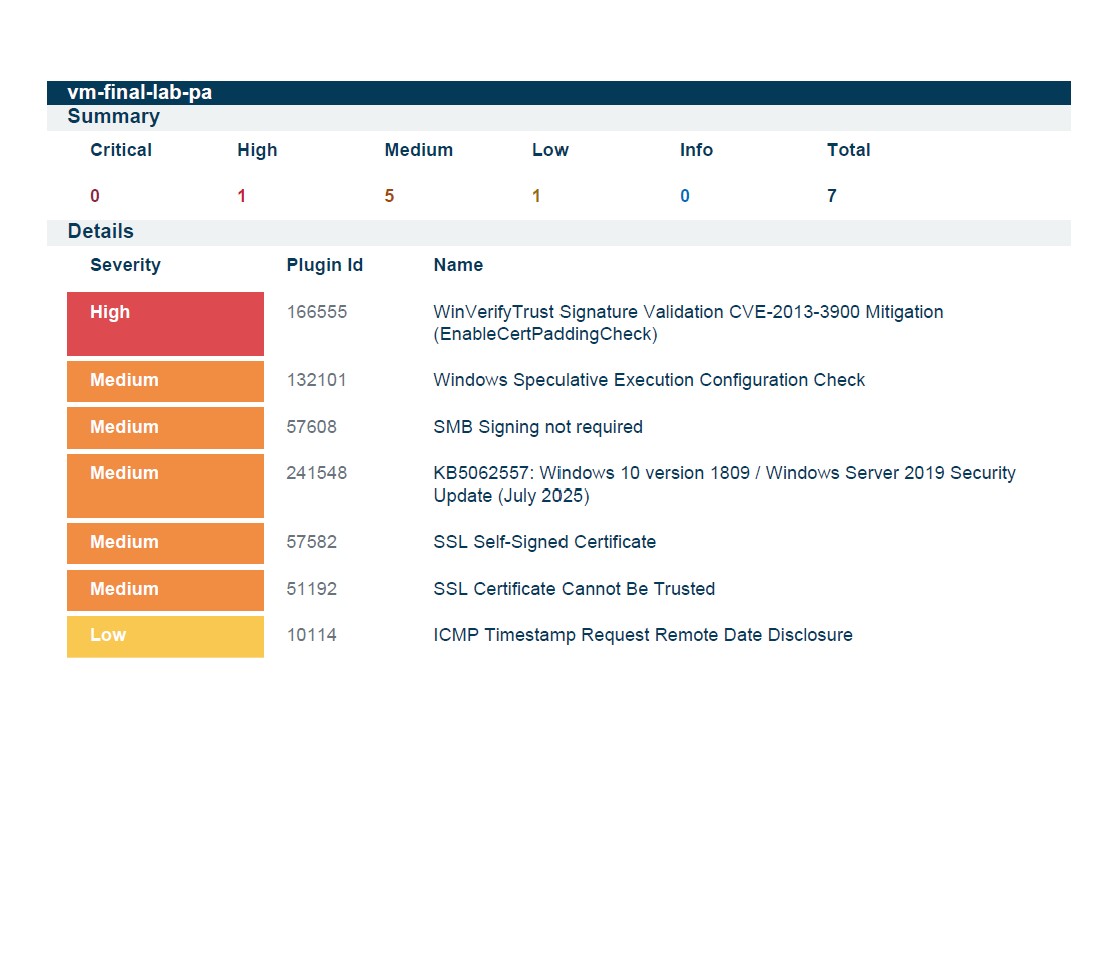 vm-final-lab-pa
Summary
Critical High Medium Low Info Total
0 1 5 1 0 7
Details
Severity Plugin Id Name
High 166555 WinVerifyTrust Signature Validation CVE-2013-3900 Mitigation
(EnableCertPaddingCheck)
Medium 132101 Windows Speculative Execution Configuration Check
Medium 57608 SMB Signing not required
Medium 241548 KB5062557: Windows 10 version 1809 / Windows Server 2019 Security
Update (July 2025)
Medium 57582 SSL Self-Signed Certificate
Medium 51192 SSL Certificate Cannot Be Trusted
Low 10114 ICMP Timestamp Request Remote Date Disclosure